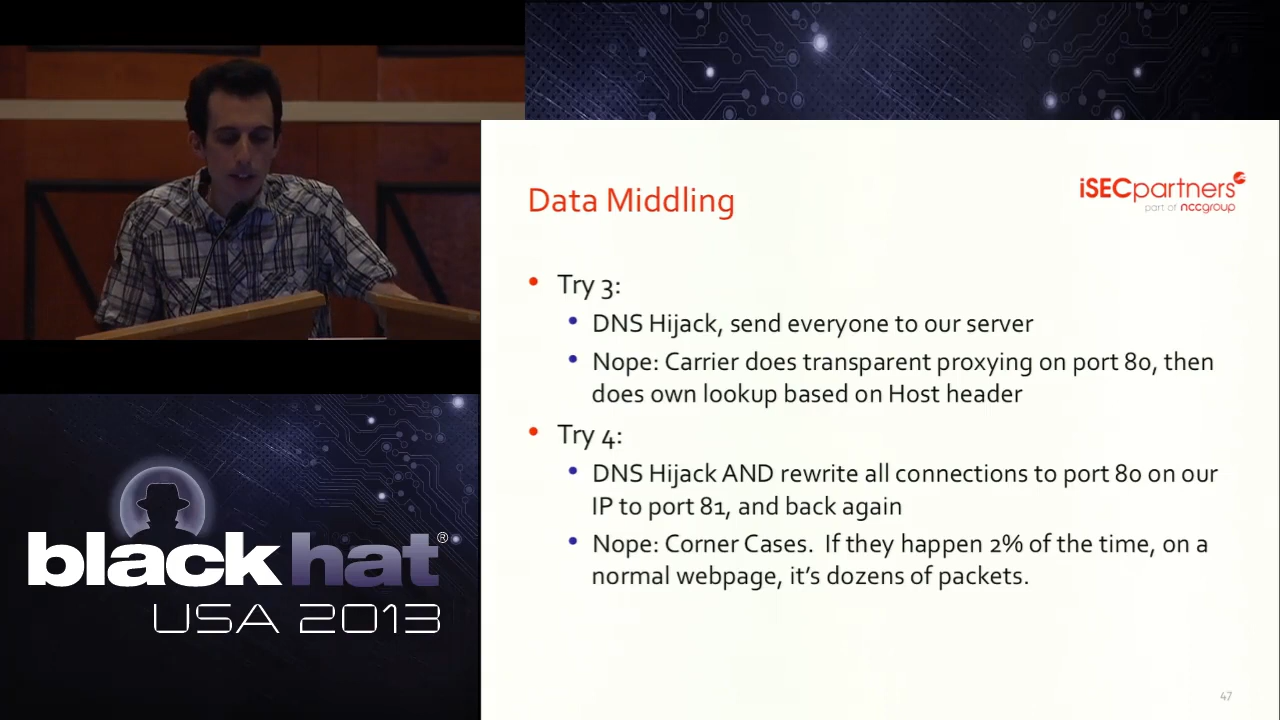 Data Middling
iSECpartners
part of nccgroup
• Try 3:
• DNS Hijack, send everyone to our server
• Nope: Carrier does transparent proxying on port 80, then
does own lookup based on Host header
• Try 4:
• DNS Hijack AND rewrite all connections to port 80 on our
IP to port 81, and back again
• Nope: Corner Cases.  If they happen 2% of the time, on a
normal webpage, it's dozens of packets.
47
black hat®
USA 2013